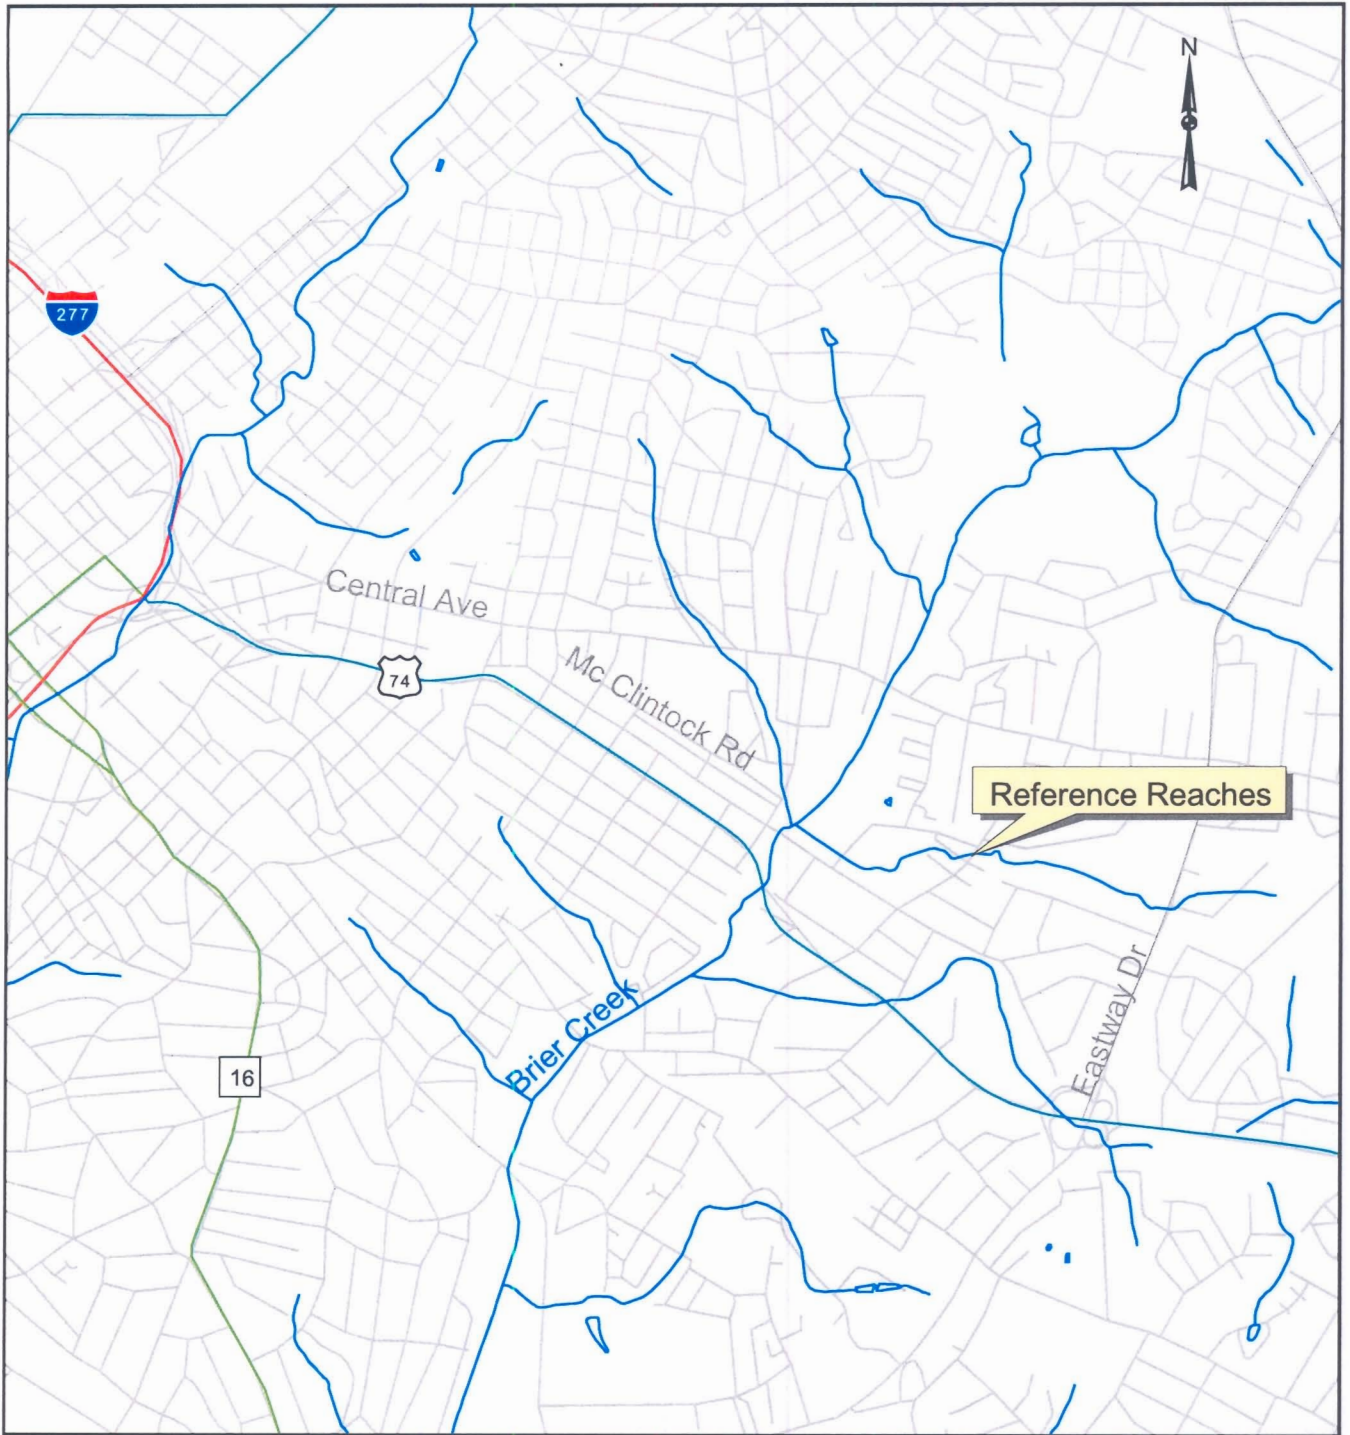 N
277
Central Ave
74
Mc Clintock Rd
Reference Reaches
Eastway Dr
Brier Creek
16